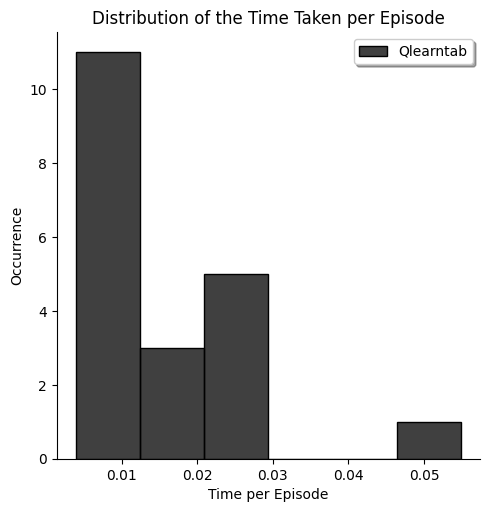 Distribution of the Time Taken per Episode
Qlearntab
10
8
6
4
2
0
Occurrence
0.01 0.02 0.03 0.04 0.05
Time per Episode